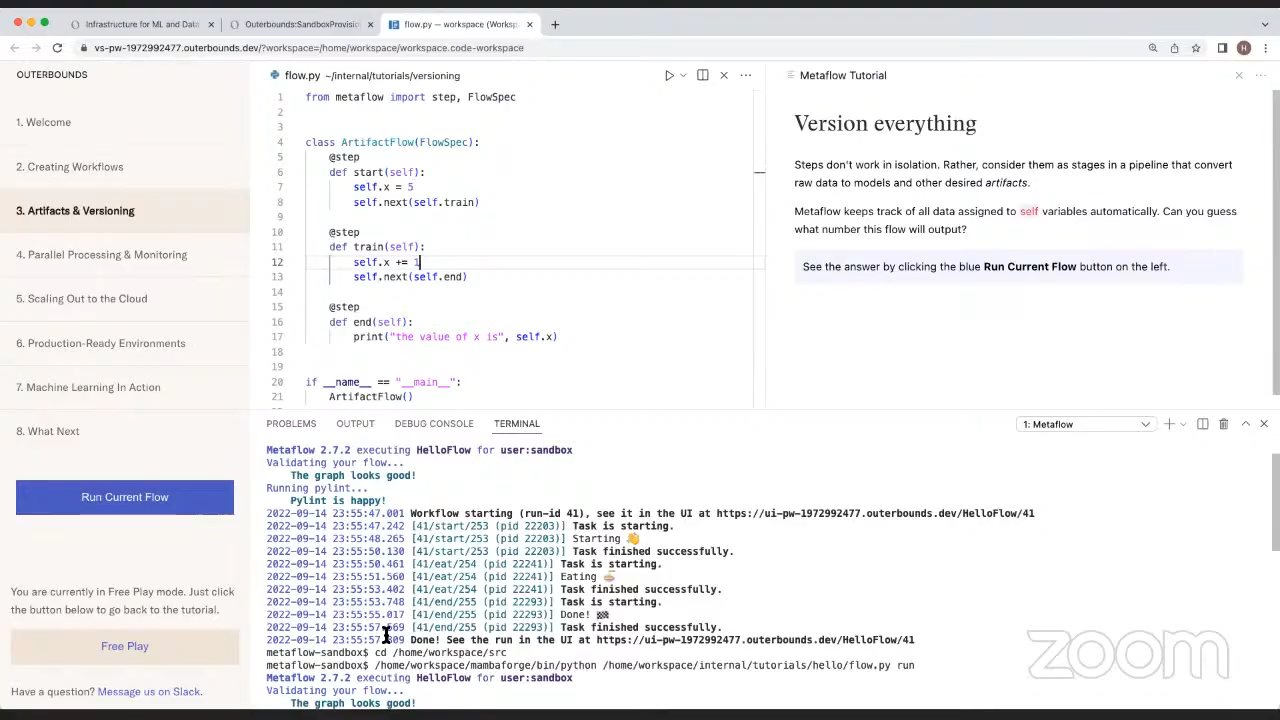 Infrastructure for ML and Data
Outerbounds:SandboxProvisio
flow.py — workspace (Worksp
vs-pw-1972992477.outerbounds.dev/?workspace=/home/workspace/workspace.code-workspace
H
OUTERBOUNDS
1. Welcome
2. Creating Workflows
3. Artifacts & Versioning
4. Parallel Processing & Monitoring
5. Scaling Out to the Cloud
6. Production-Ready Environments
7. Machine Learning In Action
8. What Next
Run Current Flow
You are currently in Free Play mode. Just click
the button below to go back to the tutorial.
Free Play
Have a question? Message us on Slack.
flow.py ~/internal/tutorials/versioning
1 from metaflow import step, FlowSpec
2
3
4 class ArtifactFlow(FlowSpec):
5 @step
6 def start(self):
7 self.x = 5
8 self.next(self.train)
9
10 @step
11 def train(self):
12 self.x += 1
13 self.next(self.end)
14
15 @step
16 def end(self):
17 print("the value of x is", self.x)
18
19
20 if __name__ == "__main__":
21 ArtifactFlow()
Metaflow Tutorial
Version everything
Steps don't work in isolation. Rather, consider them as stages in a pipeline that convert
raw data to models and other desired artifacts.
Metaflow keeps track of all data assigned to self variables automatically. Can you guess
what number this flow will output?
See the answer by clicking the blue Run Current Flow button on the left.
PROBLEMS OUTPUT DEBUG CONSOLE TERMINAL
1: Metaflow
Metaflow 2.7.2 executing HelloFlow for user:sandbox
Validating your flow...
The graph looks good!
Running pylint...
Pylint is happy!
2022-09-14 23:55:47.001 Workflow starting (run-id 41), see it in the UI at https://ui-pw-1972992477.outerbounds.dev/HelloFlow/41
2022-09-14 23:55:47.242 [41/start/253 (pid 22203)] Task is starting.
2022-09-14 23:55:48.265 [41/start/253 (pid 22203)] Starting 👋
2022-09-14 23:55:50.130 [41/start/253 (pid 22203)] Task finished successfully.
2022-09-14 23:55:50.461 [41/eat/254 (pid 22241)] Task is starting.
2022-09-14 23:55:51.560 [41/eat/254 (pid 22241)] Eating 🍜
2022-09-14 23:55:53.402 [41/eat/254 (pid 22241)] Task finished successfully.
2022-09-14 23:55:53.748 [41/end/255 (pid 22293)] Task is starting.
2022-09-14 23:55:55.017 [41/end/255 (pid 22293)] Done! 🏁
2022-09-14 [41/end/255 (pid 22293)] Task finished successfully.
2022-09-14 Done! See the run in the UI at https://ui-pw-1972992477.outerbounds.dev/HelloFlow/41
metaflow-sandbox$ cd /home/workspace/src
metaflow-sandbox$ /home/workspace/mambaforge/bin/python /home/workspace/internal/tutorials/hello/flow.py run
Metaflow 2.7.2 executing HelloFlow for user:sandbox
Validating your flow...
The graph looks good!
zoom